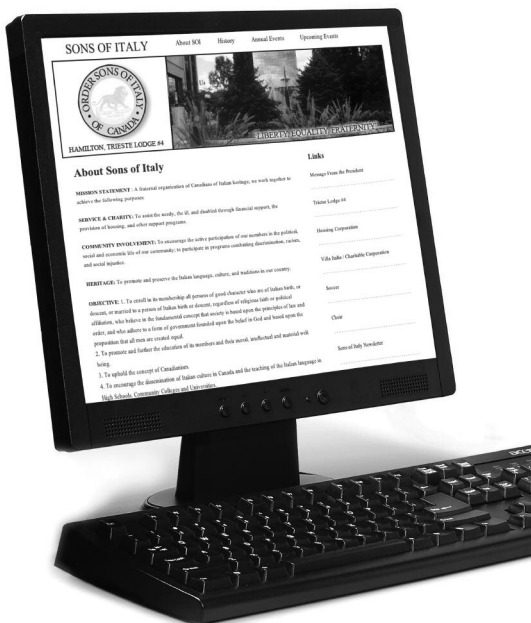 SONS OF ITALY
About SOI History Annual Events Upcoming Events
ORDER SONS OF ITALY
OF CANADA
HAMILTON, TRIESTE LODGE #4
Us
LIBERTY, EQUALITY, FRATERNITY
About Sons of Italy
MISSION STATEMENT : A fraternal organization of Canadians of Italian heritage, we work together to
achieve the following purposes:
SERVICE & CHARITY: To assist the needy, the ill, and disabled through financial support, the
provision of housing, and other support programs.
COMMUNITY INVOLVEMENT: To encourage the active participation of our members in the political,
social and economic life of our community; to participate in programs combatting discrimination, racism,
and social injustice.
HERITAGE: To promote and preserve the Italian language, culture, and traditions in our country.
OBJECTIVE: 1. To enroll in its membership all persons of good character who are of Italian birth, or
descent, or married to a person of Italian birth or descent, regardless of religious faith or political
affiliation, who believe in the fundamental concept that society is based upon the principles of law and
order, and who adhere to a form of government founded upon the belief in God and based upon the
proposition that all men are created equal.
2. To promote and further the education of its members and their moral, intellectual and material well
being.
3. To uphold the concept of Canadianism.
4. To encourage the dissemination of Italian culture in Canada and the teaching of the Italian language in
High Schools, Community Colleges and Universities.
Links
Message From the President
Trieste Lodge #4
Housing Corporation
Villa Italia / Charitable Corporation
Soccer
Choir
Sons of Italy Newsletter